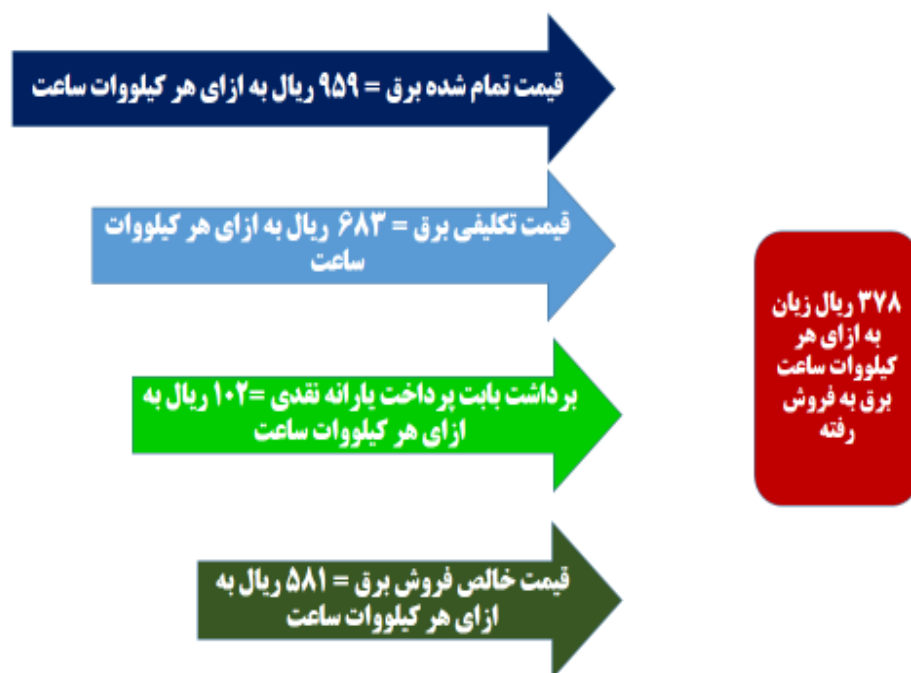 قیمت تمام شده برق = ۹۵۹ ریال به ازای هر کیلووات ساعت
قیمت تکلیفی برق = ۶۸۳ ریال به ازای هر کیلووات
ساعت
برداشت بابت پرداخت یارانه نقدی =۱۰۲ ریال به
ازای هر کیلووات ساعت
قیمت خالص فروش برق = ۵۸۱ ریال به
ازای هر کیلووات ساعت
۳۷۸ ریال زیان
به ازای هر
کیلووات ساعت
برق به فروش
رفته